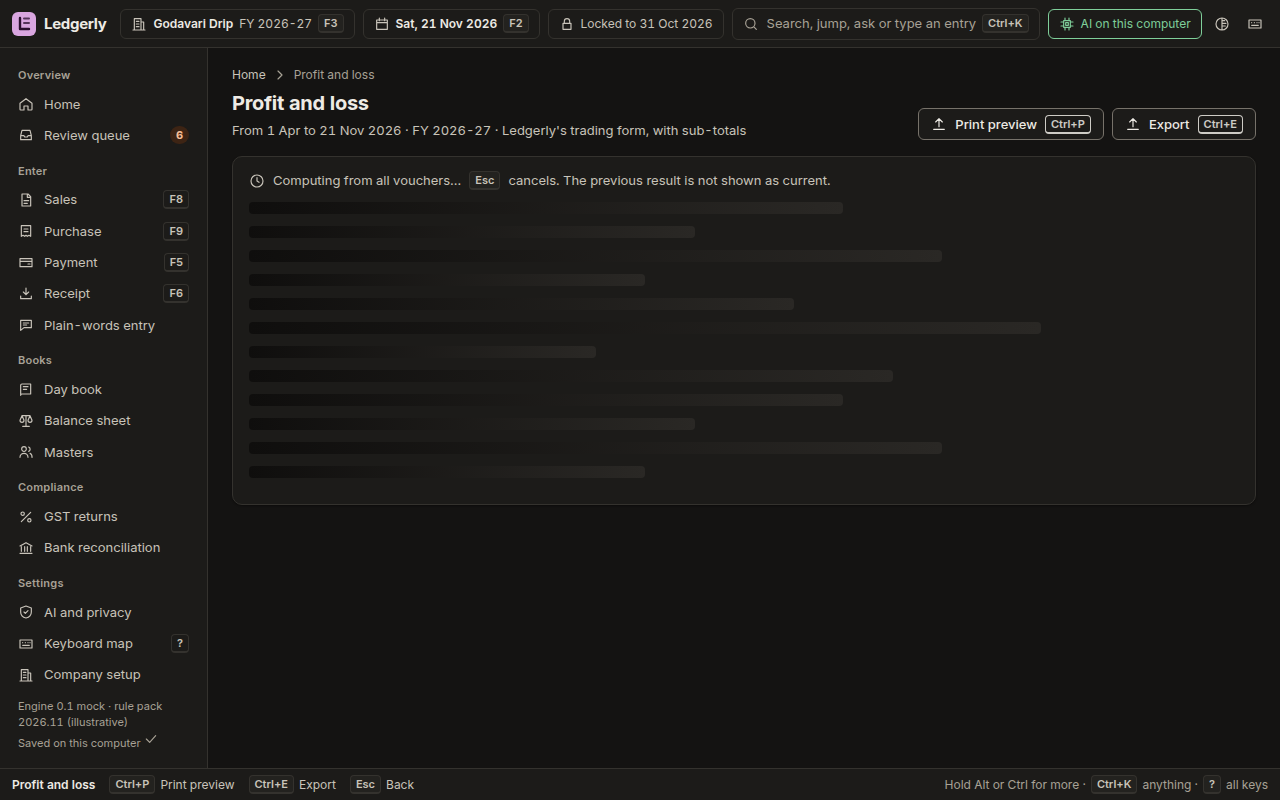 Ledgerly
Godavari Drip FY 2026-27 F3
Sat, 21 Nov 2026 F2
Locked to 31 Oct 2026
Search, jump, ask or type an entry Ctrl+K
AI on this computer
Overview
Home
Review queue 6
Enter
Sales F8
Purchase F9
Payment F5
Receipt F6
Plain-words entry
Books
Day book
Balance sheet
Masters
Compliance
GST returns
Bank reconciliation
Settings
AI and privacy
Keyboard map ?
Company setup
Engine 0.1 mock · rule pack
2026.11 (illustrative)
Saved on this computer
Home Profit and loss
Profit and loss
From 1 Apr to 21 Nov 2026 · FY 2026-27 · Ledgerly's trading form, with sub-totals
Print preview Ctrl+P
Export Ctrl+E
Computing from all vouchers... Esc cancels. The previous result is not shown as current.
Profit and loss Ctrl+P Print preview Ctrl+E Export Esc Back
Hold Alt or Ctrl for more · Ctrl+K anything · ? all keys